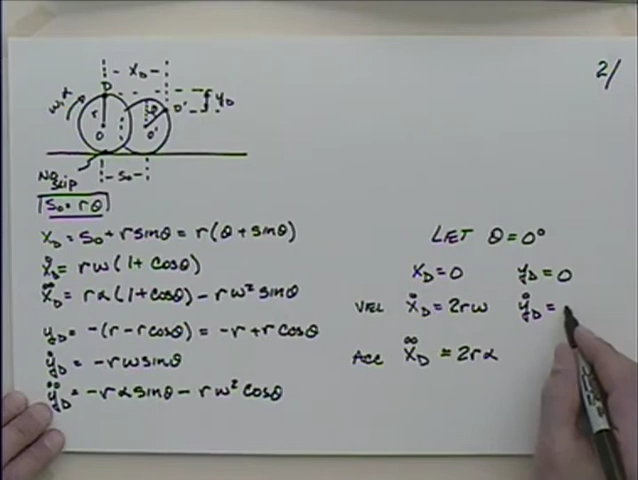 2/
X_D
D
ω, α
r
θ
D'
y_D
O
O'
No slip
S_O
S_O = rθ
X_D = S_O + r sinθ = r(θ + sinθ)
Ẋ_D = rω(1 + cosθ)
Ẍ_D = rα(1 + cosθ) - rω² sinθ
y_D = -(r - r cosθ) = -r + r cosθ
ẏ_D = -rω sinθ
ÿ_D = -rα sinθ - rω² cosθ
LET θ = 0°
X_D = 0 y_D = 0
VEL Ẋ_D = 2rω ẏ_D =
ACC Ẍ_D = 2rα